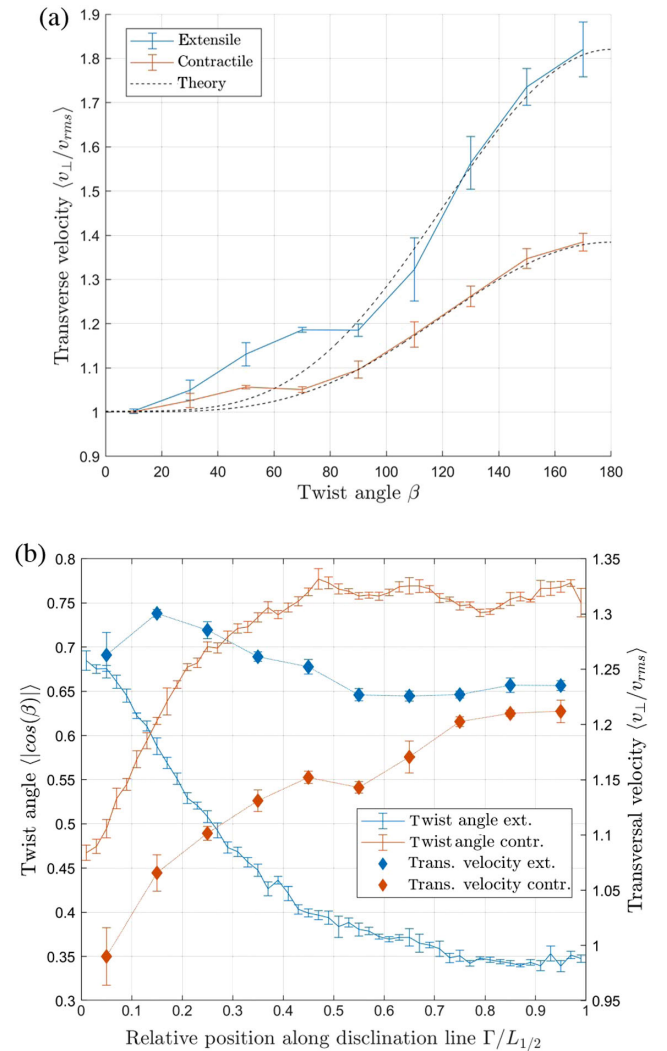 (a)
Extensile
Contractile
Theory
Transverse velocity ⟨v⊥/vrms⟩
1.9
1.8
1.7
1.6
1.5
1.4
1.3
1.2
1.1
1
0.9
0 20 40 60 80 100 120 140 160 180
Twist angle β
(b)
Twist angle ⟨|cos(β)|⟩
0.8
0.75
0.7
0.65
0.6
0.55
0.5
0.45
0.4
0.35
0.3
1.35
1.3
1.25
1.2
1.15
1.1
1.05
1
0.95
Transversal velocity ⟨v⊥/vrms⟩
Twist angle ext.
Twist angle contr.
Trans. velocity ext.
Trans. velocity contr.
0 0.1 0.2 0.3 0.4 0.5 0.6 0.7 0.8 0.9 1
Relative position along disclination line Γ/L1/2